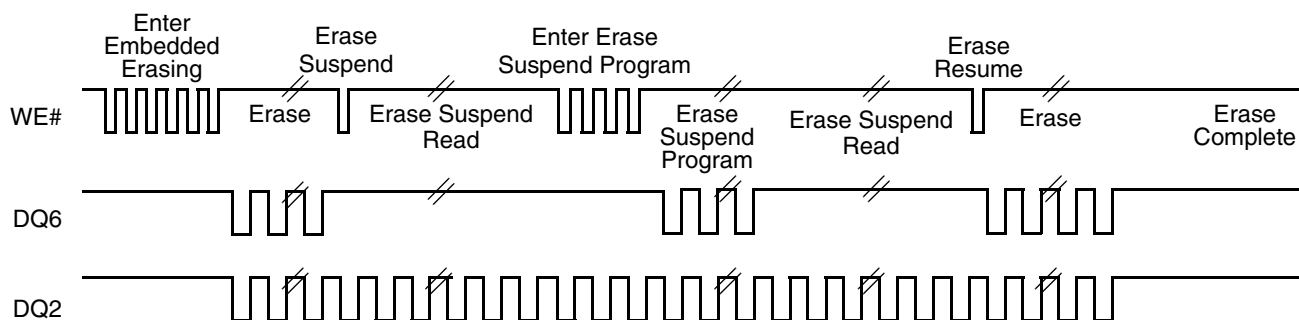 Enter
Embedded
Erasing
Erase
Suspend
Enter Erase
Suspend Program
Erase
Resume
WE#
Erase
Erase Suspend
Read
Erase
Suspend
Program
Erase Suspend
Read
Erase
Erase
Complete
DQ6
DQ2